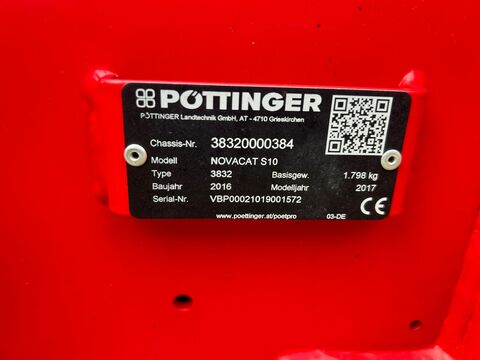 PÖTTINGER
PÖTTINGER Landtechnik GmbH, AT - 4710 Grieskirchen
Chassis-Nr. 38320000384
Modell NOVACAT S10
Type 3832 Basisgew. 1.798 kg
Baujahr 2016 Modelljahr 2017
Serial-Nr. VBP00021019001572
www.poettinger.at/poetpro 03-DE CE